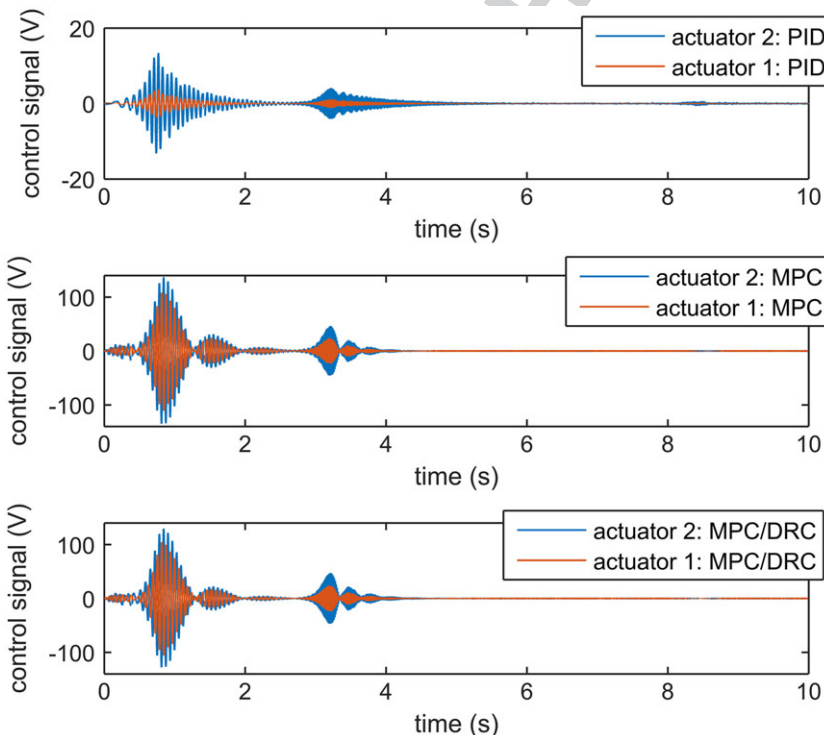 control signal (V)
20
0
-20
actuator 2: PID
actuator 1: PID
0 2 4 6 8 10
time (s)
control signal (V)
100
0
-100
actuator 2: MPC
actuator 1: MPC
0 2 4 6 8 10
time (s)
control signal (V)
100
0
-100
actuator 2: MPC/DRC
actuator 1: MPC/DRC
0 2 4 6 8 10
time (s)